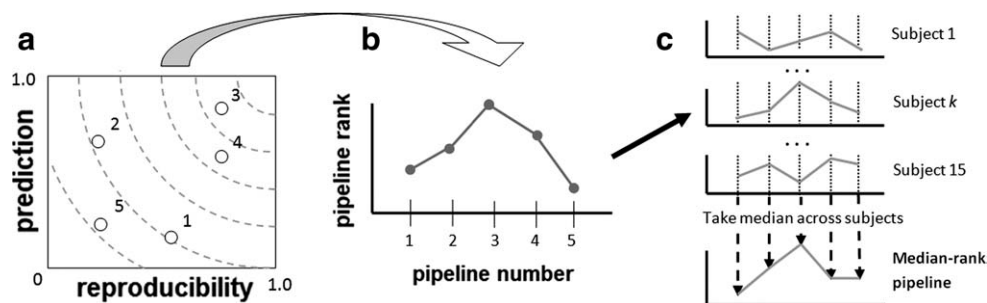 a
1.0
prediction
2
3
4
5
1
0
reproducibility
1.0
b
pipeline rank
1 2 3 4 5
pipeline number
c
Subject 1
...
Subject k
...
Subject 15
Take median across subjects
Median-rank
pipeline